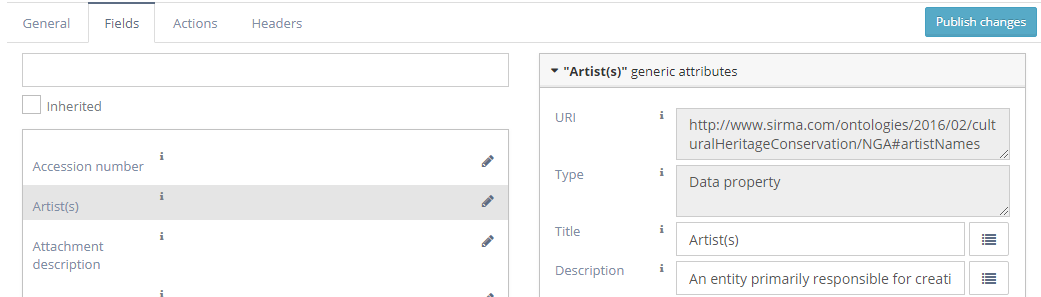 General Fields Actions Headers Publish changes
Inherited
Accession number
Artist(s)
Attachment
description
"Artist(s)" generic attributes
URI
http://www.sirma.com/ontologies/2016/02/cult
uralHeritageConservation/NGA#artistNames
Type
Data property
Title
Artist(s)
Description
An entity primarily responsible for creati